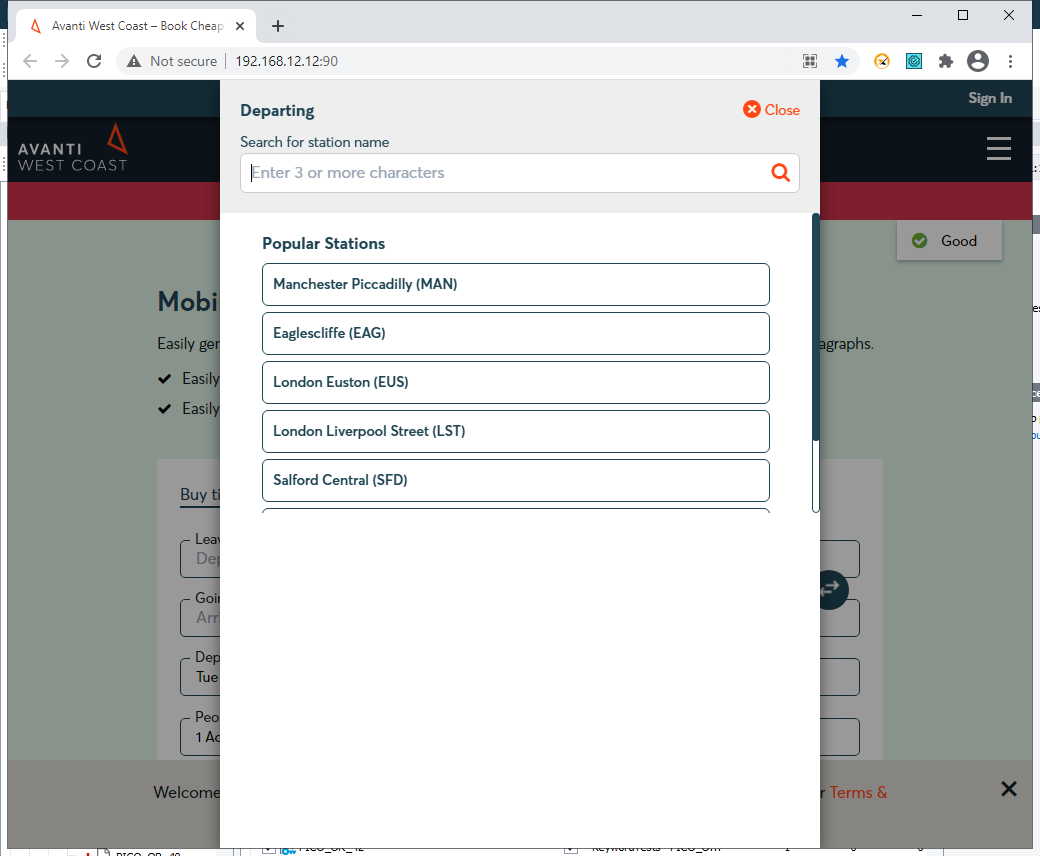 Avanti West Coast – Book Cheap
Not secure
192.168.12.12:90
Sign In
AVANTI
WEST COAST
Departing
Close
Search for station name
Enter 3 or more characters
Good
Popular Stations
Manchester Piccadilly (MAN)
Eaglescliffe (EAG)
London Euston (EUS)
London Liverpool Street (LST)
Salford Central (SFD)
Mobi
Easily ger
agraphs.
Easily
Easily
Buy ti
Leav
Dep
Goin
Arr
Dep
Tue
Peo
1 Ad
Welcome
r Terms &